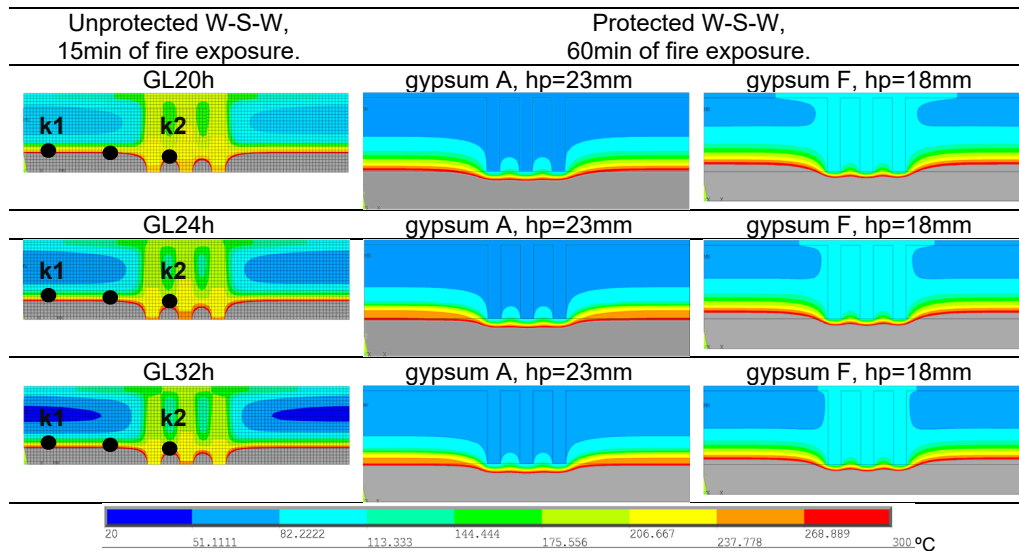 Unprotected W-S-W, Protected W-S-W,
15min of fire exposure. 60min of fire exposure.
GL20h gypsum A, hp=23mm gypsum F, hp=18mm
k1 k2
GL24h gypsum A, hp=23mm gypsum F, hp=18mm
k1 k2
GL32h gypsum A, hp=23mm gypsum F, hp=18mm
k1 k2
20 82.2222 144.444 206.667 268.889
51.1111 113.333 175.556 237.778 300 ºC